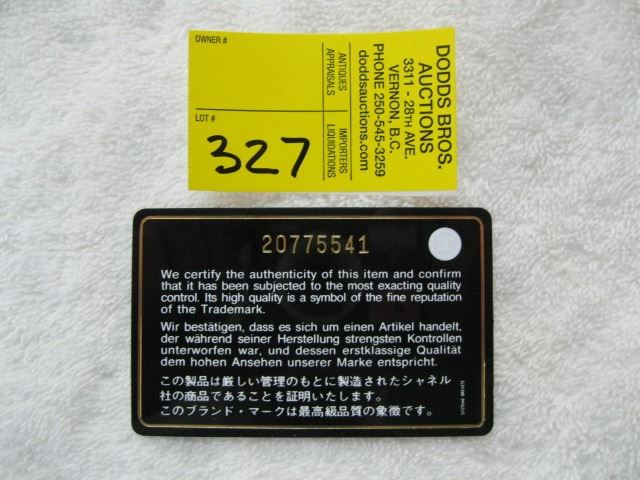 OWNER #
LOT #
327
ANTIQUES
APPRAISALS
IMPORTERS
LIQUIDATIONS
DODDS BROS.
AUCTIONS
3311 - 28TH AVE.
VERNON, B.C.
PHONE 250-545-3259
doddsauctions.com
20775541
We certify the authenticity of this item and confirm
that it has been subjected to the most exacting quality
control. Its high quality is a symbol of the fine reputation
of the Trademark.
Wir bestätigen, dass es sich um einen Artikel handelt,
der während seiner Herstellung strengsten Kontrollen
unterworfen war, und dessen erstklassige Qualität
dem hohen Ansehen unserer Marke entspricht.
この製品は厳しい管理のもとに製造されたシャネル
社の商品であることを証明いたします。
このブランド・マークは最高級品質の象徴です。